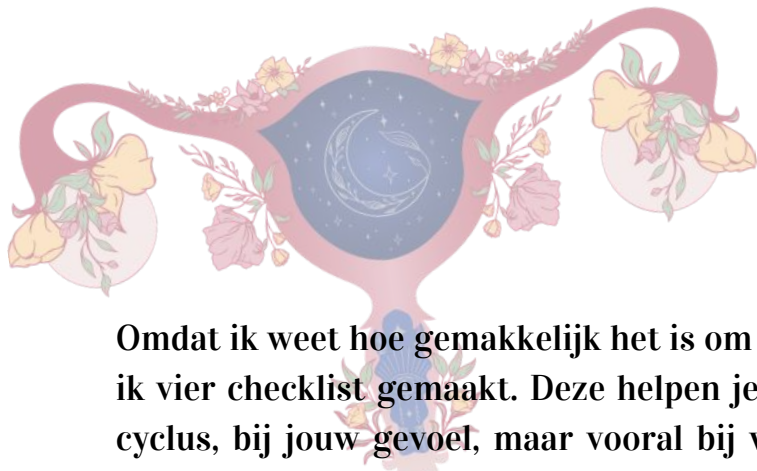 Omdat ik weet hoe gemakkelijk het is om
ik vier checklist gemaakt. Deze helpen je
cyclus, bij jouw gevoel, maar vooral bij